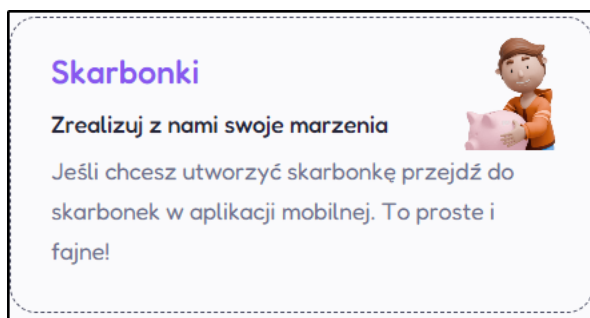 Skarbonki
Zrealizuj z nami swoje marzenia
Jeśli chcesz utworzyć skarbonkę przejdź do
skarbonek w aplikacji mobilnej. To proste i
fajne!